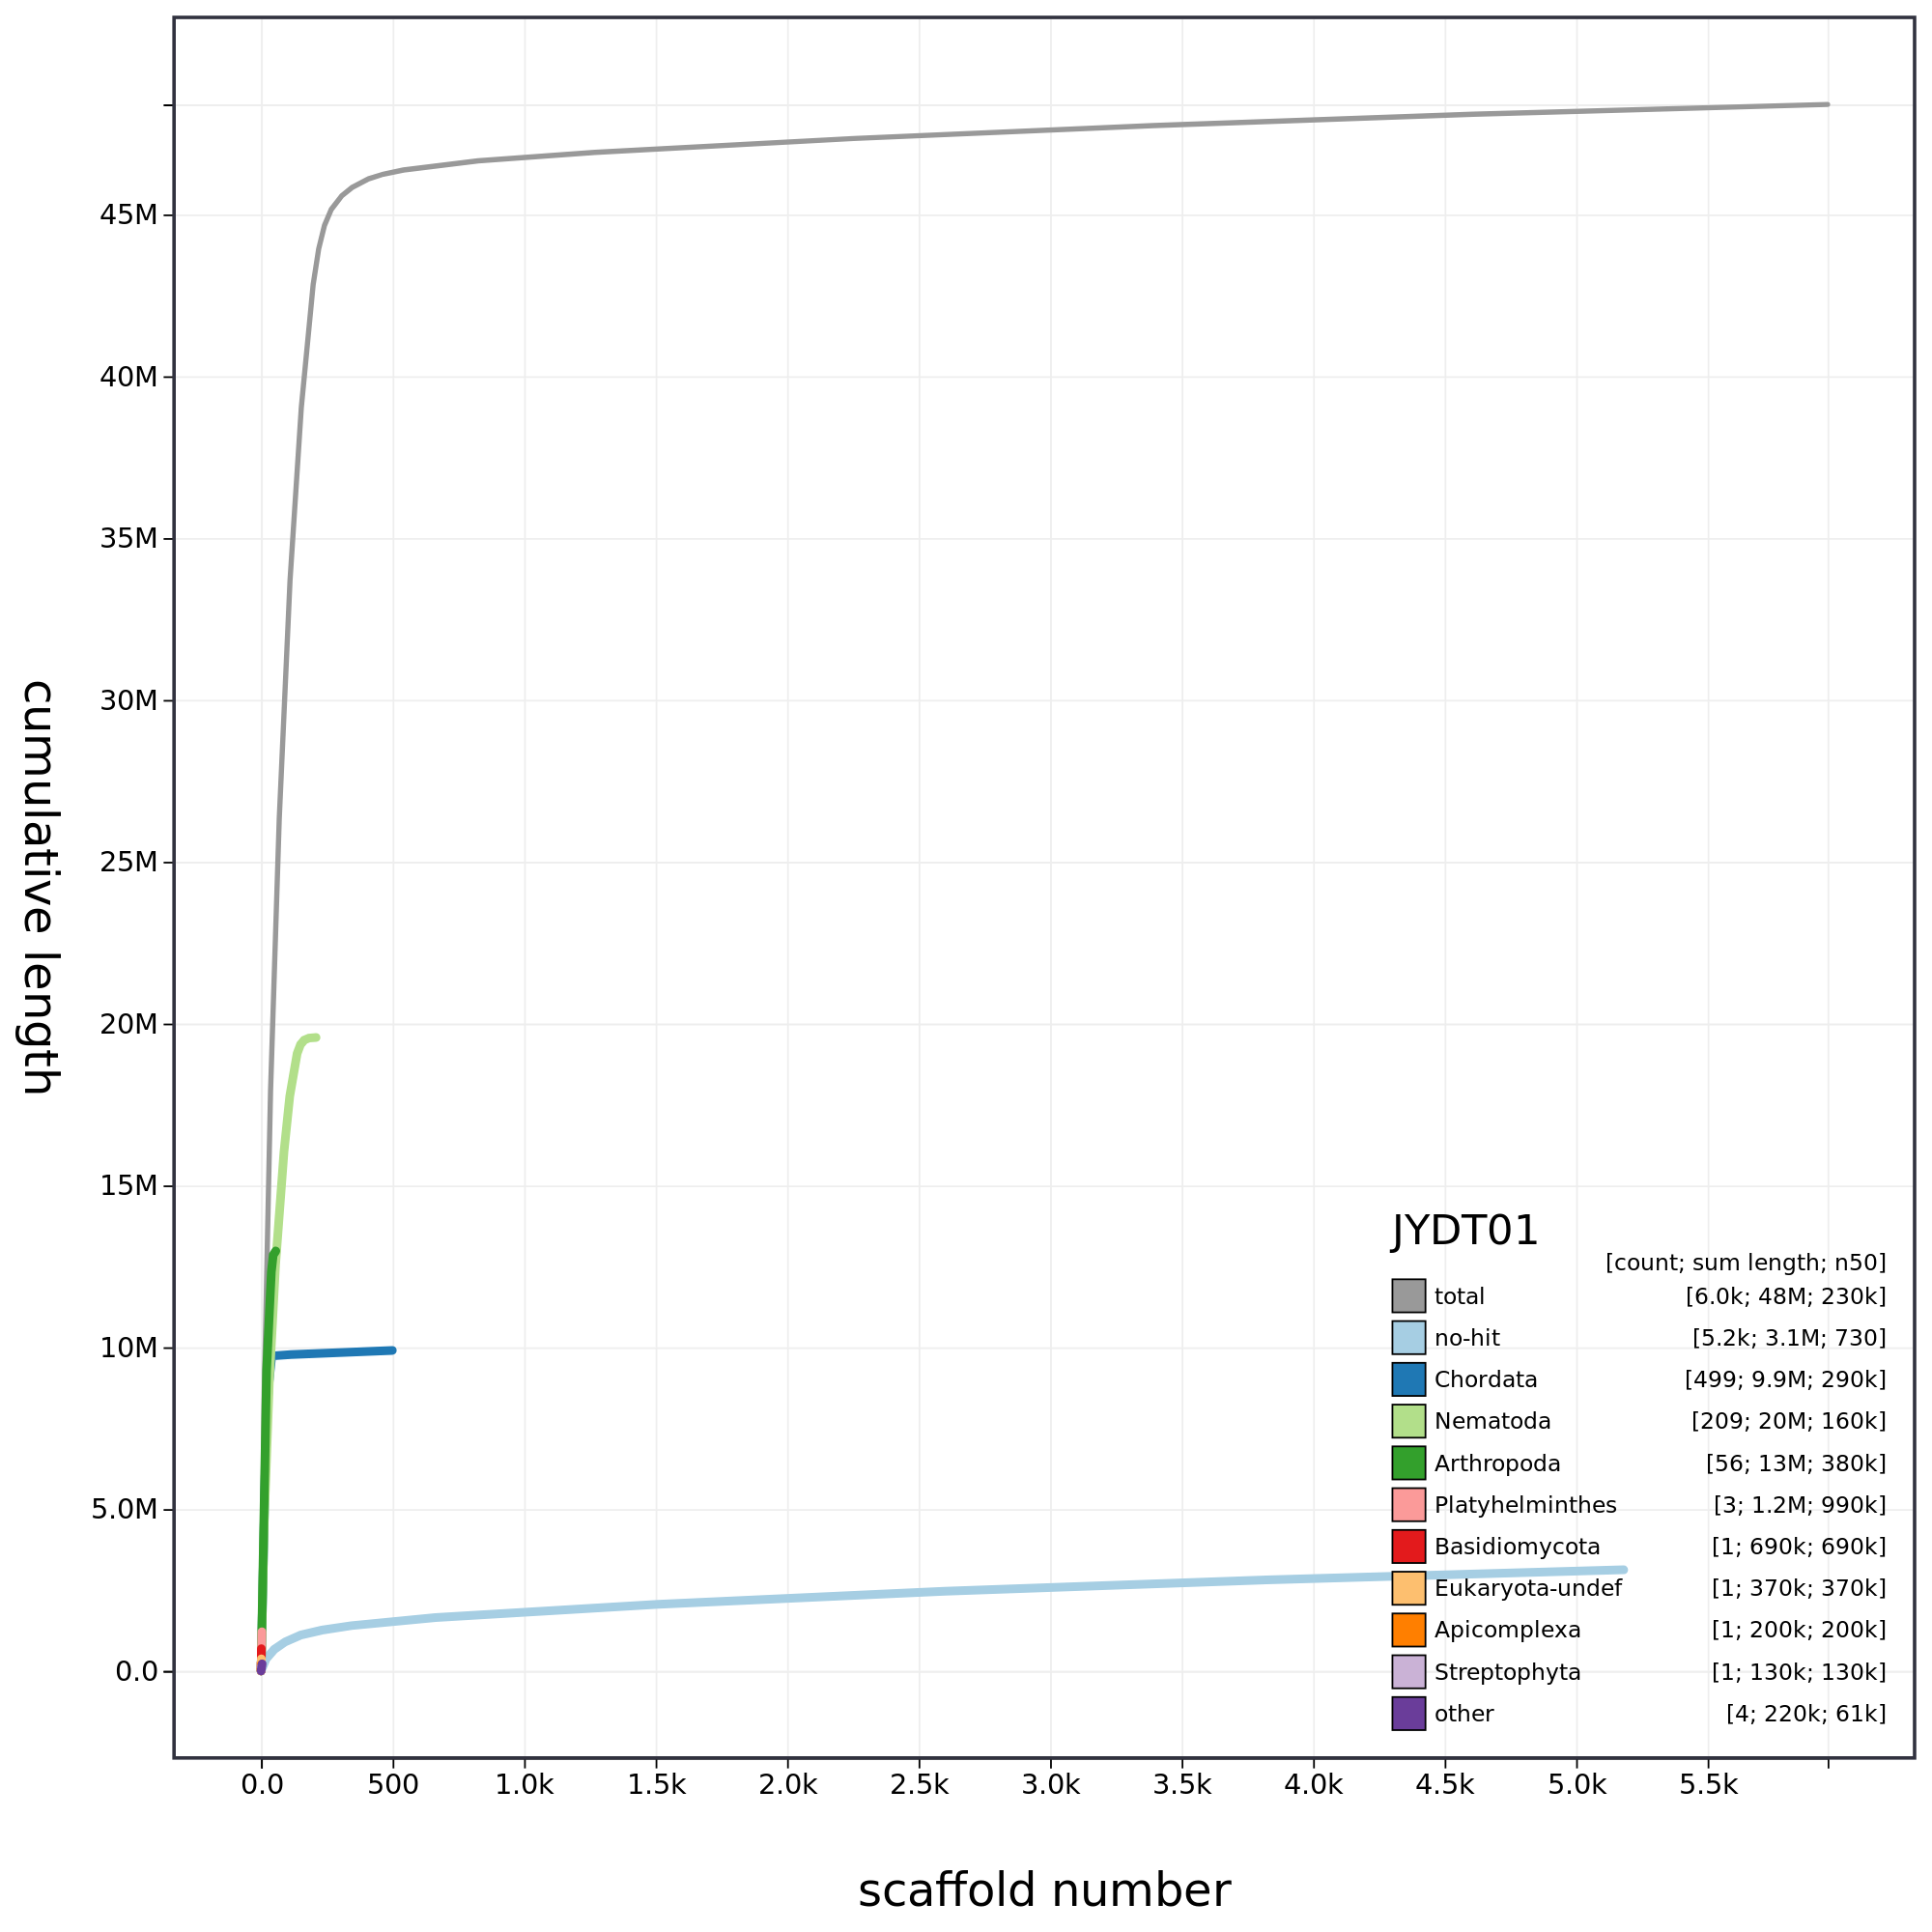 cumulative length
45M
40M
35M
30M
25M
20M
15M
10M
5.0M
0.0
JYDT01
[count; sum length; n50]
total [6.0k; 48M; 230k]
no-hit [5.2k; 3.1M; 730]
Chordata [499; 9.9M; 290k]
Nematoda [209; 20M; 160k]
Arthropoda [56; 13M; 380k]
Platyhelminthes [3; 1.2M; 990k]
Basidiomycota [1; 690k; 690k]
Eukaryota-undef [1; 370k; 370k]
Apicomplexa [1; 200k; 200k]
Streptophyta [1; 130k; 130k]
other [4; 220k; 61k]
0.0 500 1.0k 1.5k 2.0k 2.5k 3.0k 3.5k 4.0k 4.5k 5.0k 5.5k
scaffold number